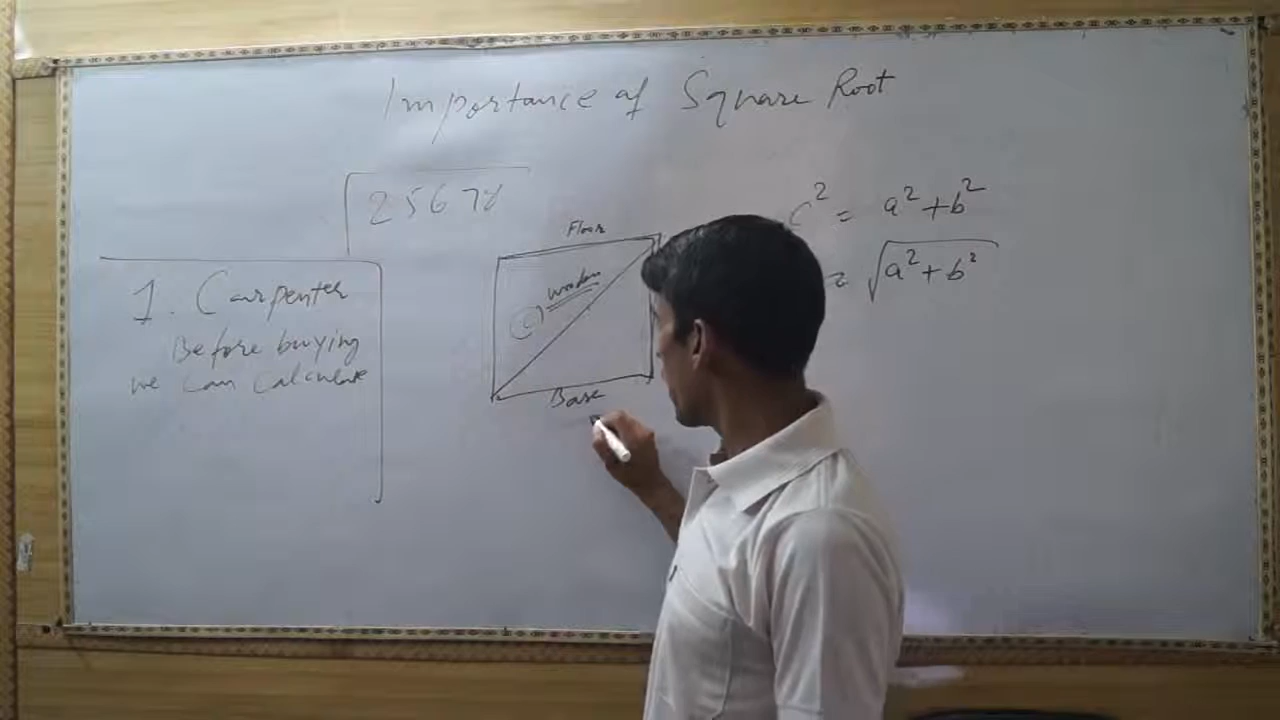 Importance of Square Root
25678
1. Carpenter
Before buying
we can calculate
Floor
wooden
c
Base
c² = a² + b²
= √a² + b²